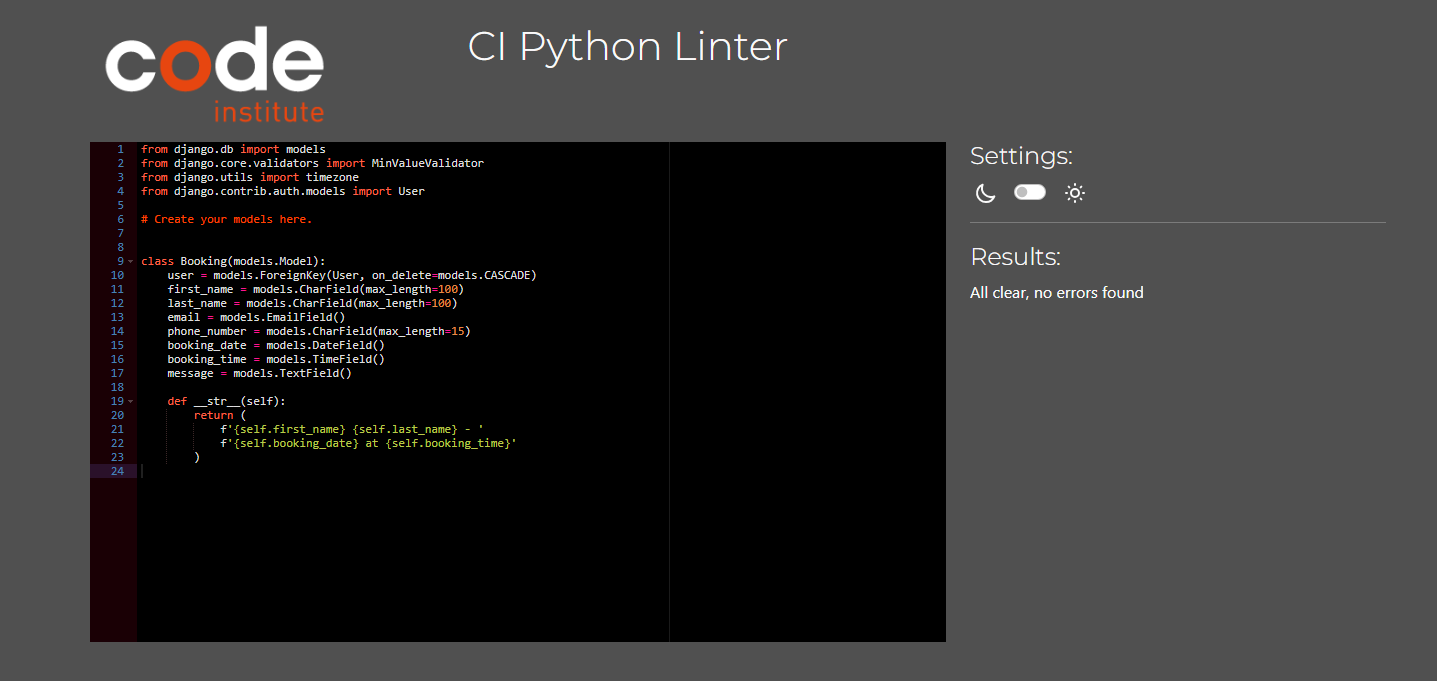 code
institute
CI Python Linter
1 from django.db import models
2 from django.core.validators import MinValueValidator
3 from django.utils import timezone
4 from django.contrib.auth.models import User
5
6 # Create your models here.
7
8
9 class Booking(models.Model):
10     user = models.ForeignKey(User, on_delete=models.CASCADE)
11     first_name = models.CharField(max_length=100)
12     last_name = models.CharField(max_length=100)
13     email = models.EmailField()
14     phone_number = models.CharField(max_length=15)
15     booking_date = models.DateField()
16     booking_time = models.TimeField()
17     message = models.TextField()
18
19     def __str__(self):
20         return (
21             f'{self.first_name} {self.last_name} - '
22             f'{self.booking_date} at {self.booking_time}'
23         )
24
Settings:
Results:
All clear, no errors found